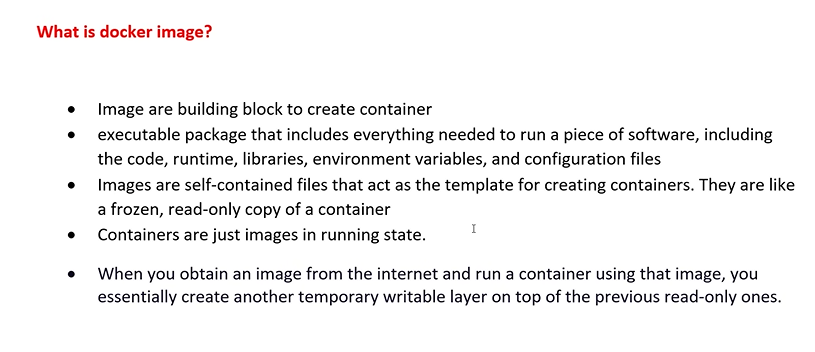 What is docker image?
• Image are building block to create container
• executable package that includes everything needed to run a piece of software, including
the code, runtime, libraries, environment variables, and configuration files
• Images are self-contained files that act as the template for creating containers. They are like
a frozen, read-only copy of a container
• Containers are just images in running state.
• When you obtain an image from the internet and run a container using that image, you
essentially create another temporary writable layer on top of the previous read-only ones.